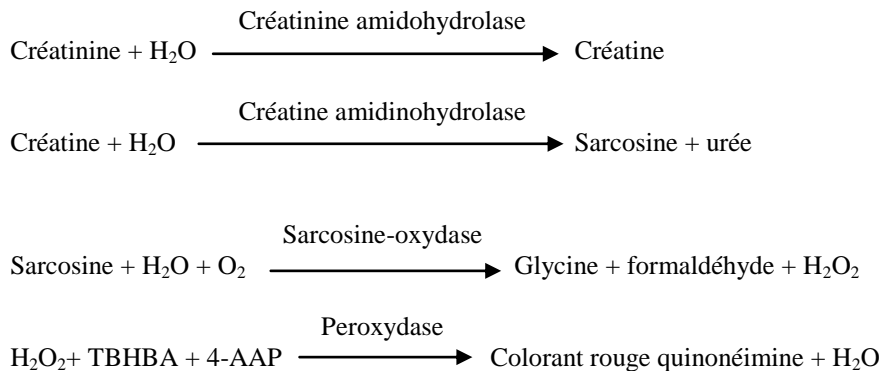 Créatinine amidohydrolase
Créatinine + H₂O Créatine
Créatine amidinohydrolase
Créatine + H₂O Sarcosine + urée
Sarcosine-oxydase
Sarcosine + H₂O + O₂ Glycine + formaldéhyde + H₂O₂
Peroxydase
H₂O₂+ TBHBA + 4-AAP Colorant rouge quinonéimine + H₂O